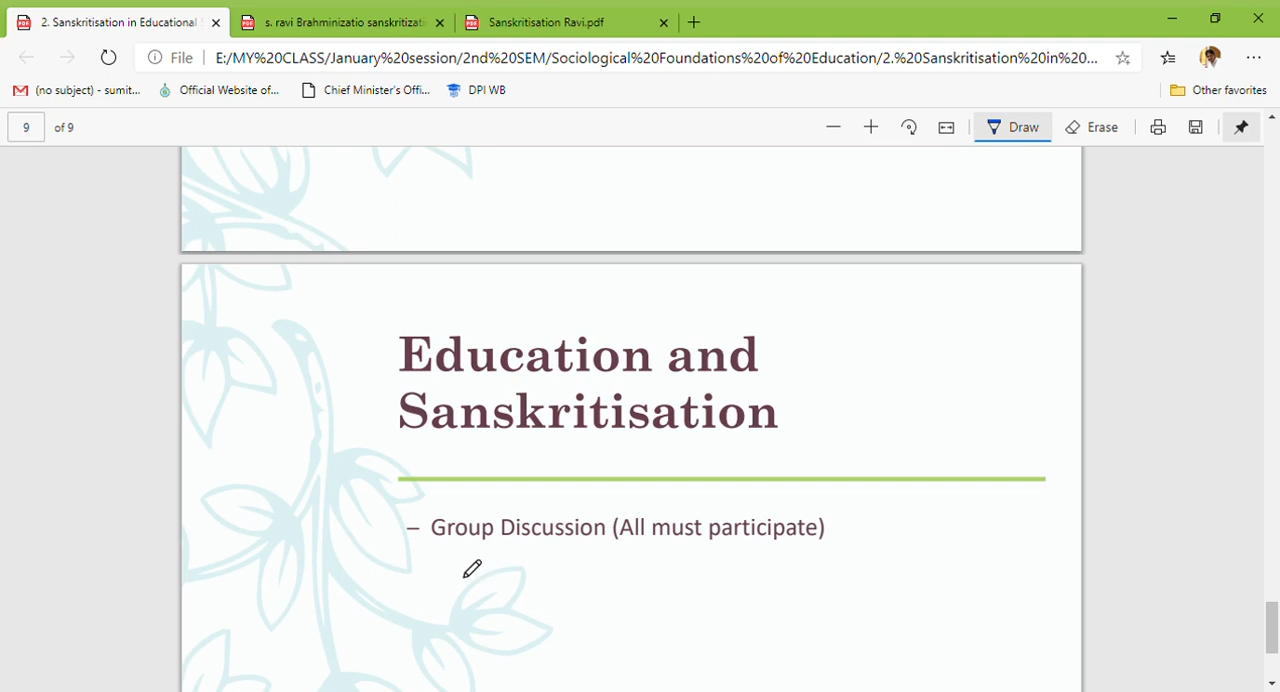 2. Sanskritisation in Educational
s. ravi Brahminizatio sanskritizati
Sanskritisation Ravi.pdf
File
E:/MY%20CLASS/January%20session/2nd%20SEM/Sociological%20Foundations%20of%20Education/2.%20Sanskritisation%20in%20...
(no subject) - sumit...
Official Website of...
Chief Minister's Offi...
DPI WB
Other favorites
9 of 9
Draw
Erase
Education and
Sanskritisation
– Group Discussion (All must participate)